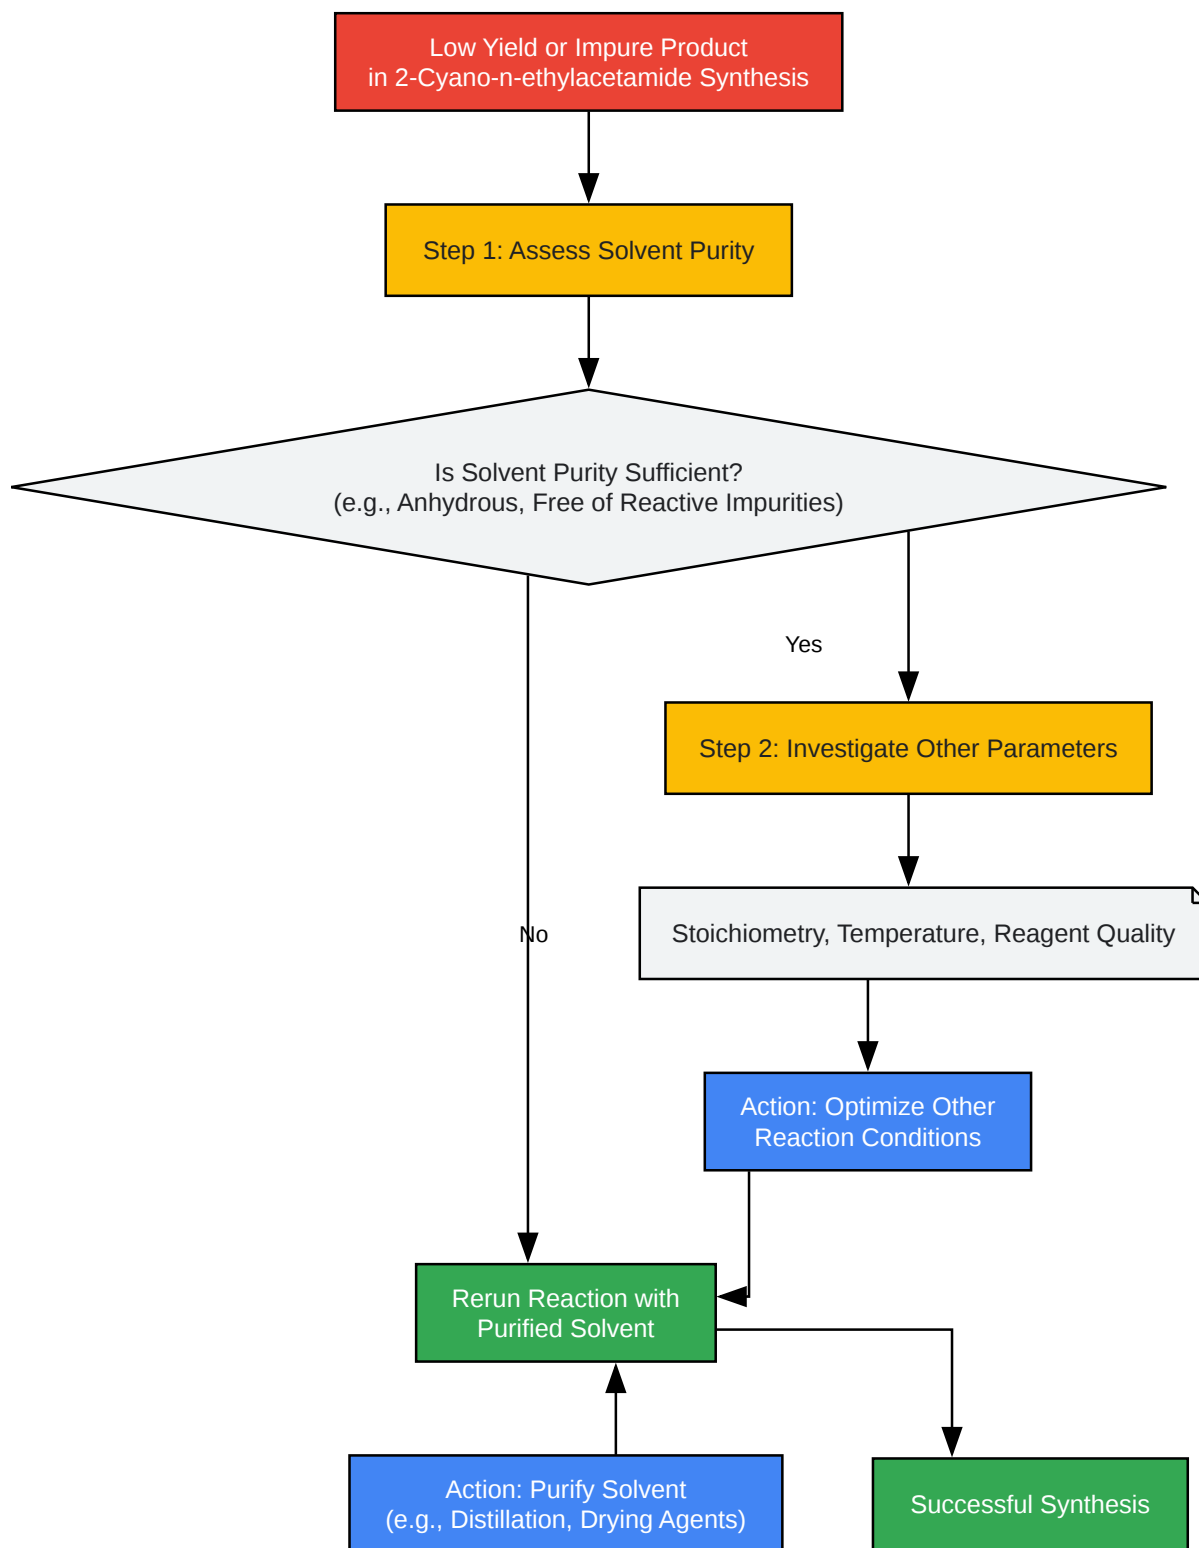 Low Yield or Impure Product
in 2-Cyano-n-ethylacetamide Synthesis
Step 1: Assess Solvent Purity
Is Solvent Purity Sufficient?
(e.g., Anhydrous, Free of Reactive Impurities)
Yes
Step 2: Investigate Other Parameters
No
Stoichiometry, Temperature, Reagent Quality
Action: Optimize Other
Reaction Conditions
Rerun Reaction with
Purified Solvent
Action: Purify Solvent
(e.g., Distillation, Drying Agents)
Successful Synthesis